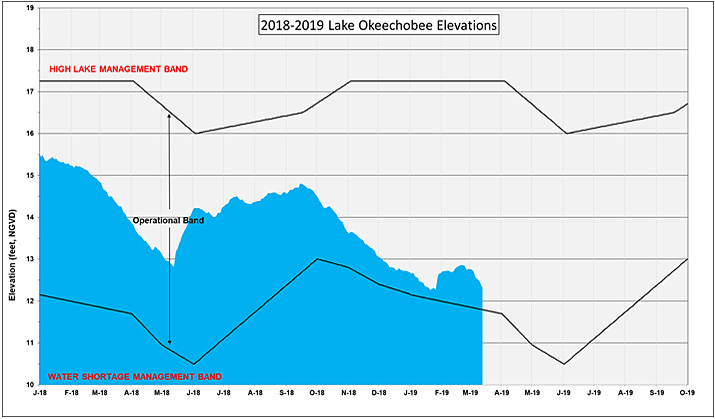 2018-2019 Lake Okeechobee Elevations
HIGH LAKE MANAGEMENT BAND
Operational Band
WATER SHORTAGE MANAGEMENT BAND
Elevation (feet, NGVD)
19
18
17
16
15
14
13
12
11
10
J-18 F-18 M-18 A-18 M-18 J-18 J-18 A-18 S-18 O-18 N-18 D-18 J-19 F-19 M-19 A-19 M-19 J-19 J-19 A-19 S-19 O-19